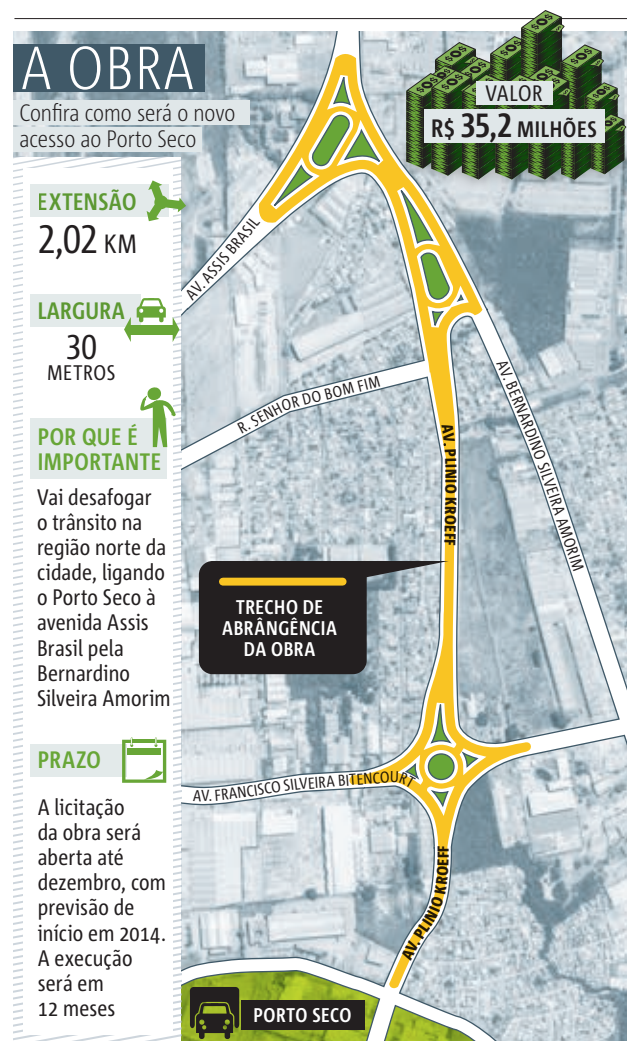 A OBRA
Confira como será o novo
acesso ao Porto Seco
VALOR
R$ 35,2 MILHÕES
EXTENSÃO
2,02 KM
LARGURA
30
METROS
POR QUE É
IMPORTANTE
Vai desafogar
o trânsito na
região norte da
cidade, ligando
o Porto Seco à
avenida Assis
Brasil pela
Bernardino
Silveira Amorim
PRAZO
A licitação
da obra será
aberta até
dezembro, com
previsão de
início em 2014.
A execução
será em
12 meses
AV. ASSIS BRASIL
R. SENHOR DO BOM FIM
AV. BERNARDINO SILVEIRA AMORIM
AV. PLINIO KROEFF
TRECHO DE
ABRÂNGÊNCIA
DA OBRA
AV. FRANCISCO SILVEIRA BITENCOURT
AV. PLINIO KROEFF
PORTO SECO